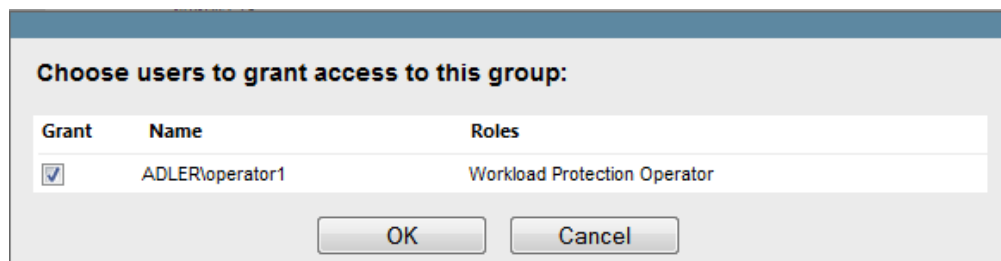 Choose users to grant access to this group:
Grant Name Roles
ADLER\operator1 Workload Protection Operator
OK Cancel